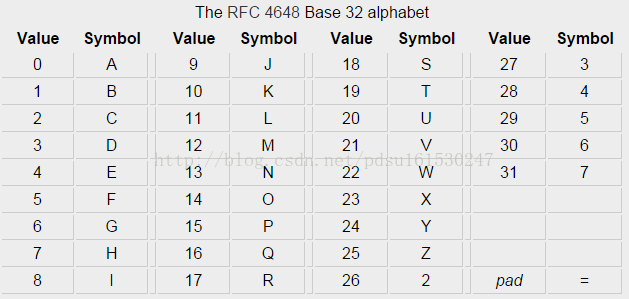 The RFC 4648 Base 32 alphabet
Value Symbol Value Symbol Value Symbol Value Symbol
0 A 9 J 18 S 27 3
1 B 10 K 19 T 28 4
2 C 11 L 20 U 29 5
3 D 12 M 21 V 30 6
4 E 13 N 22 W 31 7
http://blog.csdn.net/pdsu161530247
5 F 14 O 23 X
6 G 15 P 24 Y
7 H 16 Q 25 Z
8 I 17 R 26 2 pad =